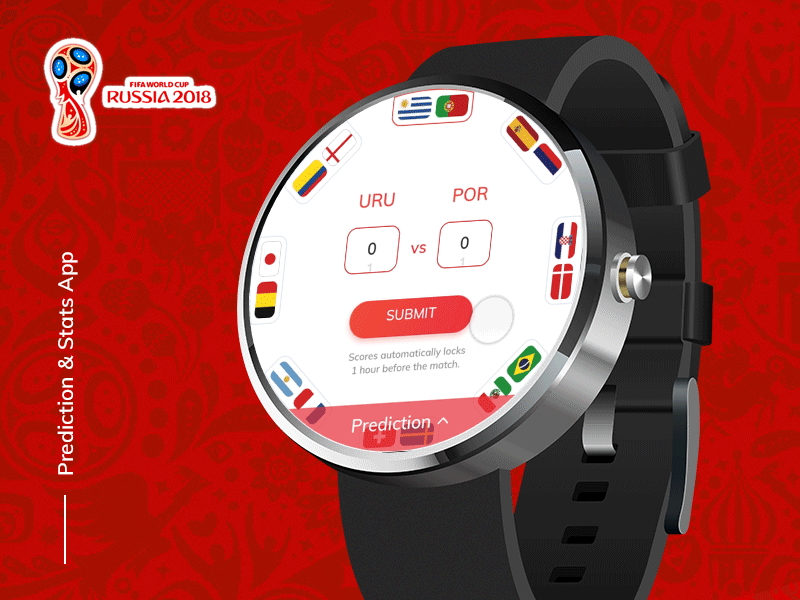 FIFA WORLD CUP
RUSSIA 2018
Prediction & Stats App
URU POR
0 vs 0
1
SUBMIT
Scores automatically locks
1 hour before the match.
Prediction